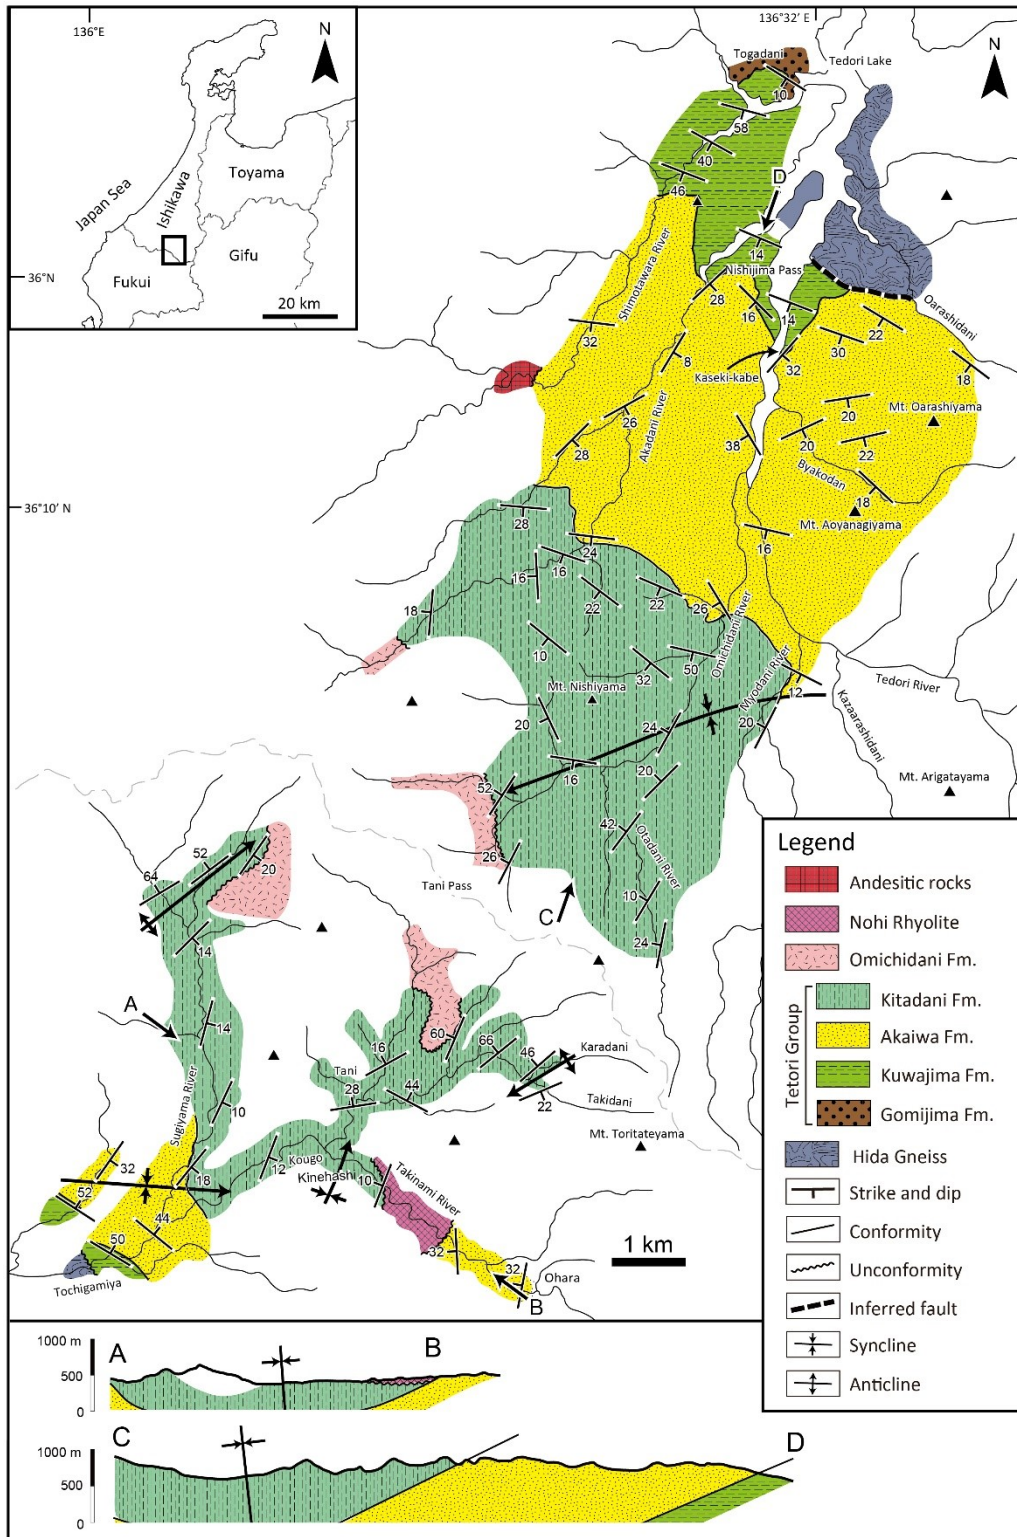 136°E
N
Toyama
Japan Sea
Ishikawa
Gifu
Fukui
36°N
20 km
136°32' E
N
Togadani
Tedori Lake
10
58
40
46
D
14
Nishijima Pass
Shimotawara River
28
16
14
Oarashidani
32
22
30
8
Kaseki-kabe
32
18
26
Akadani River
20
Mt. Oarashiyama
28
38
20
22
Byakodan
18
36°10' N
Mt. Aoyanagiyama
28
24
16
16
16
22
22
26
18
Omichidani River
10
32
50
Myodani River
Mt. Nishiyama
12
Tedori River
Kazaarashidani
20
24
20
16
20
52
Mt. Arigatayama
42
Otadani River
26
Tani Pass
10
C
24
52
64
20
14
A
14
60
66
46
Karadani
16
Tani
28
44
22
Takidani
Sugiyama River
10
Mt. Toritateyama
32
18
12
Kougo
Kinehashi
10
Takinami River
52
44
50
32
32
Ohara
B
Tochigamiya
1 km
Legend
Andesitic rocks
Nohi Rhyolite
Omichidani Fm.
Tetori Group
Kitadani Fm.
Akaiwa Fm.
Kuwajima Fm.
Gomijima Fm.
Hida Gneiss
Strike and dip
Conformity
Unconformity
Inferred fault
Syncline
Anticline
1000 m
500
0
A
B
1000 m
500
0
C
D